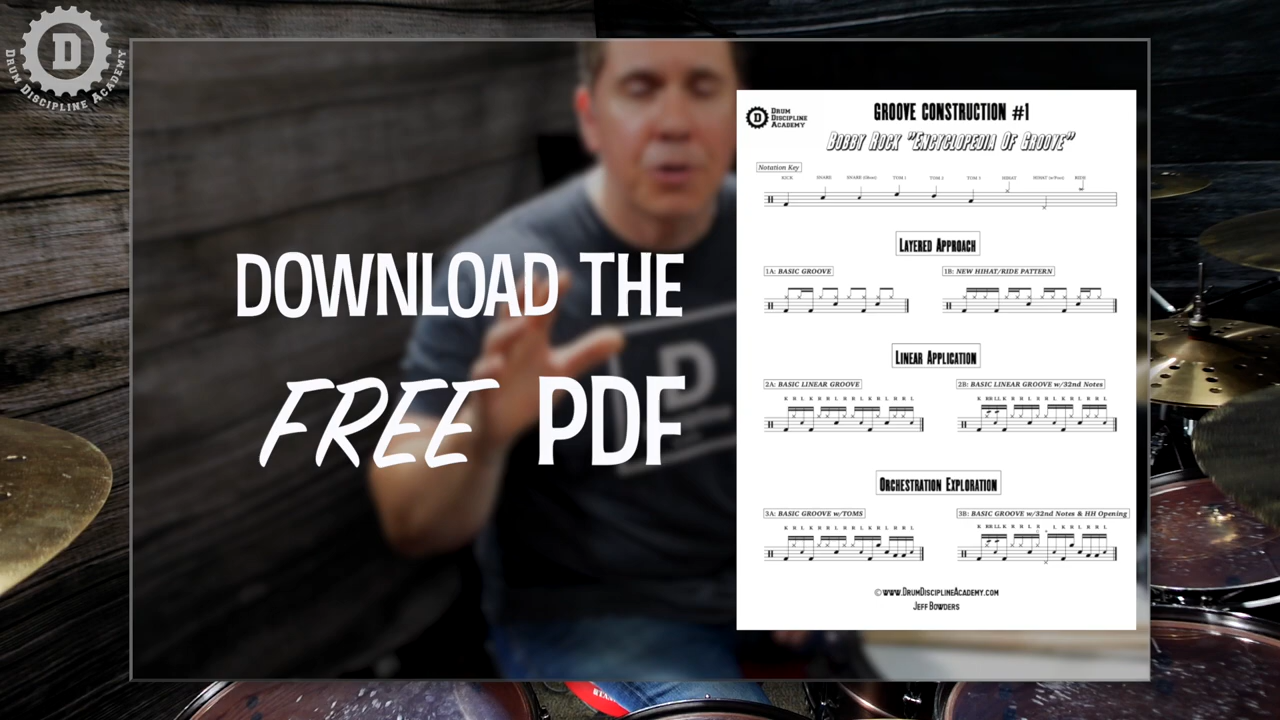 D
DRUM DISCIPLINE ACADEMY
DOWNLOAD THE
FREE PDF
D
D
DRUM
DISCIPLINE
ACADEMY
GROOVE CONSTRUCTION #1
BOBBY ROCK "ENCYCLOPEDIA OF GROOVE"
Notation Key
KICK SNARE SNARE (Ghost) TOM 1 TOM 2 TOM 3 HIHAT HIHAT (w/Foot) RIDE
LAYERED APPROACH
1A: BASIC GROOVE
1B: NEW HIHAT/RIDE PATTERN
LINEAR APPLICATION
2A: BASIC LINEAR GROOVE
2B: BASIC LINEAR GROOVE w/32nd Notes
K R L K R R L K R L K R L R R L
K RR LL K R R L K R L K R L R R L
ORCHESTRATION EXPLORATION
3A: BASIC GROOVE w/TOMS
3B: BASIC GROOVE w/32nd Notes & HH Opening
©WWW.DRUMDISCIPLINEACADEMY.COM
JEFF BOWDERS